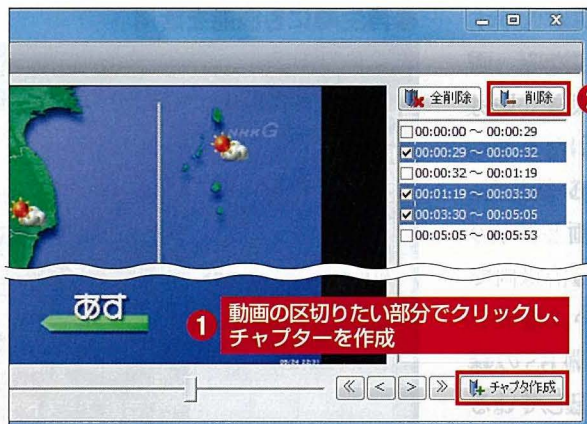 全削除
削除
00:00:00 ～ 00:00:29
00:00:29 ～ 00:00:32
00:00:32 ～ 00:01:19
00:01:19 ～ 00:03:30
00:03:30 ～ 00:05:05
00:05:05 ～ 00:05:53
NHK G
あす
1 動画の区切りたい部分でクリックし、
チャプターを作成
チャプタ作成